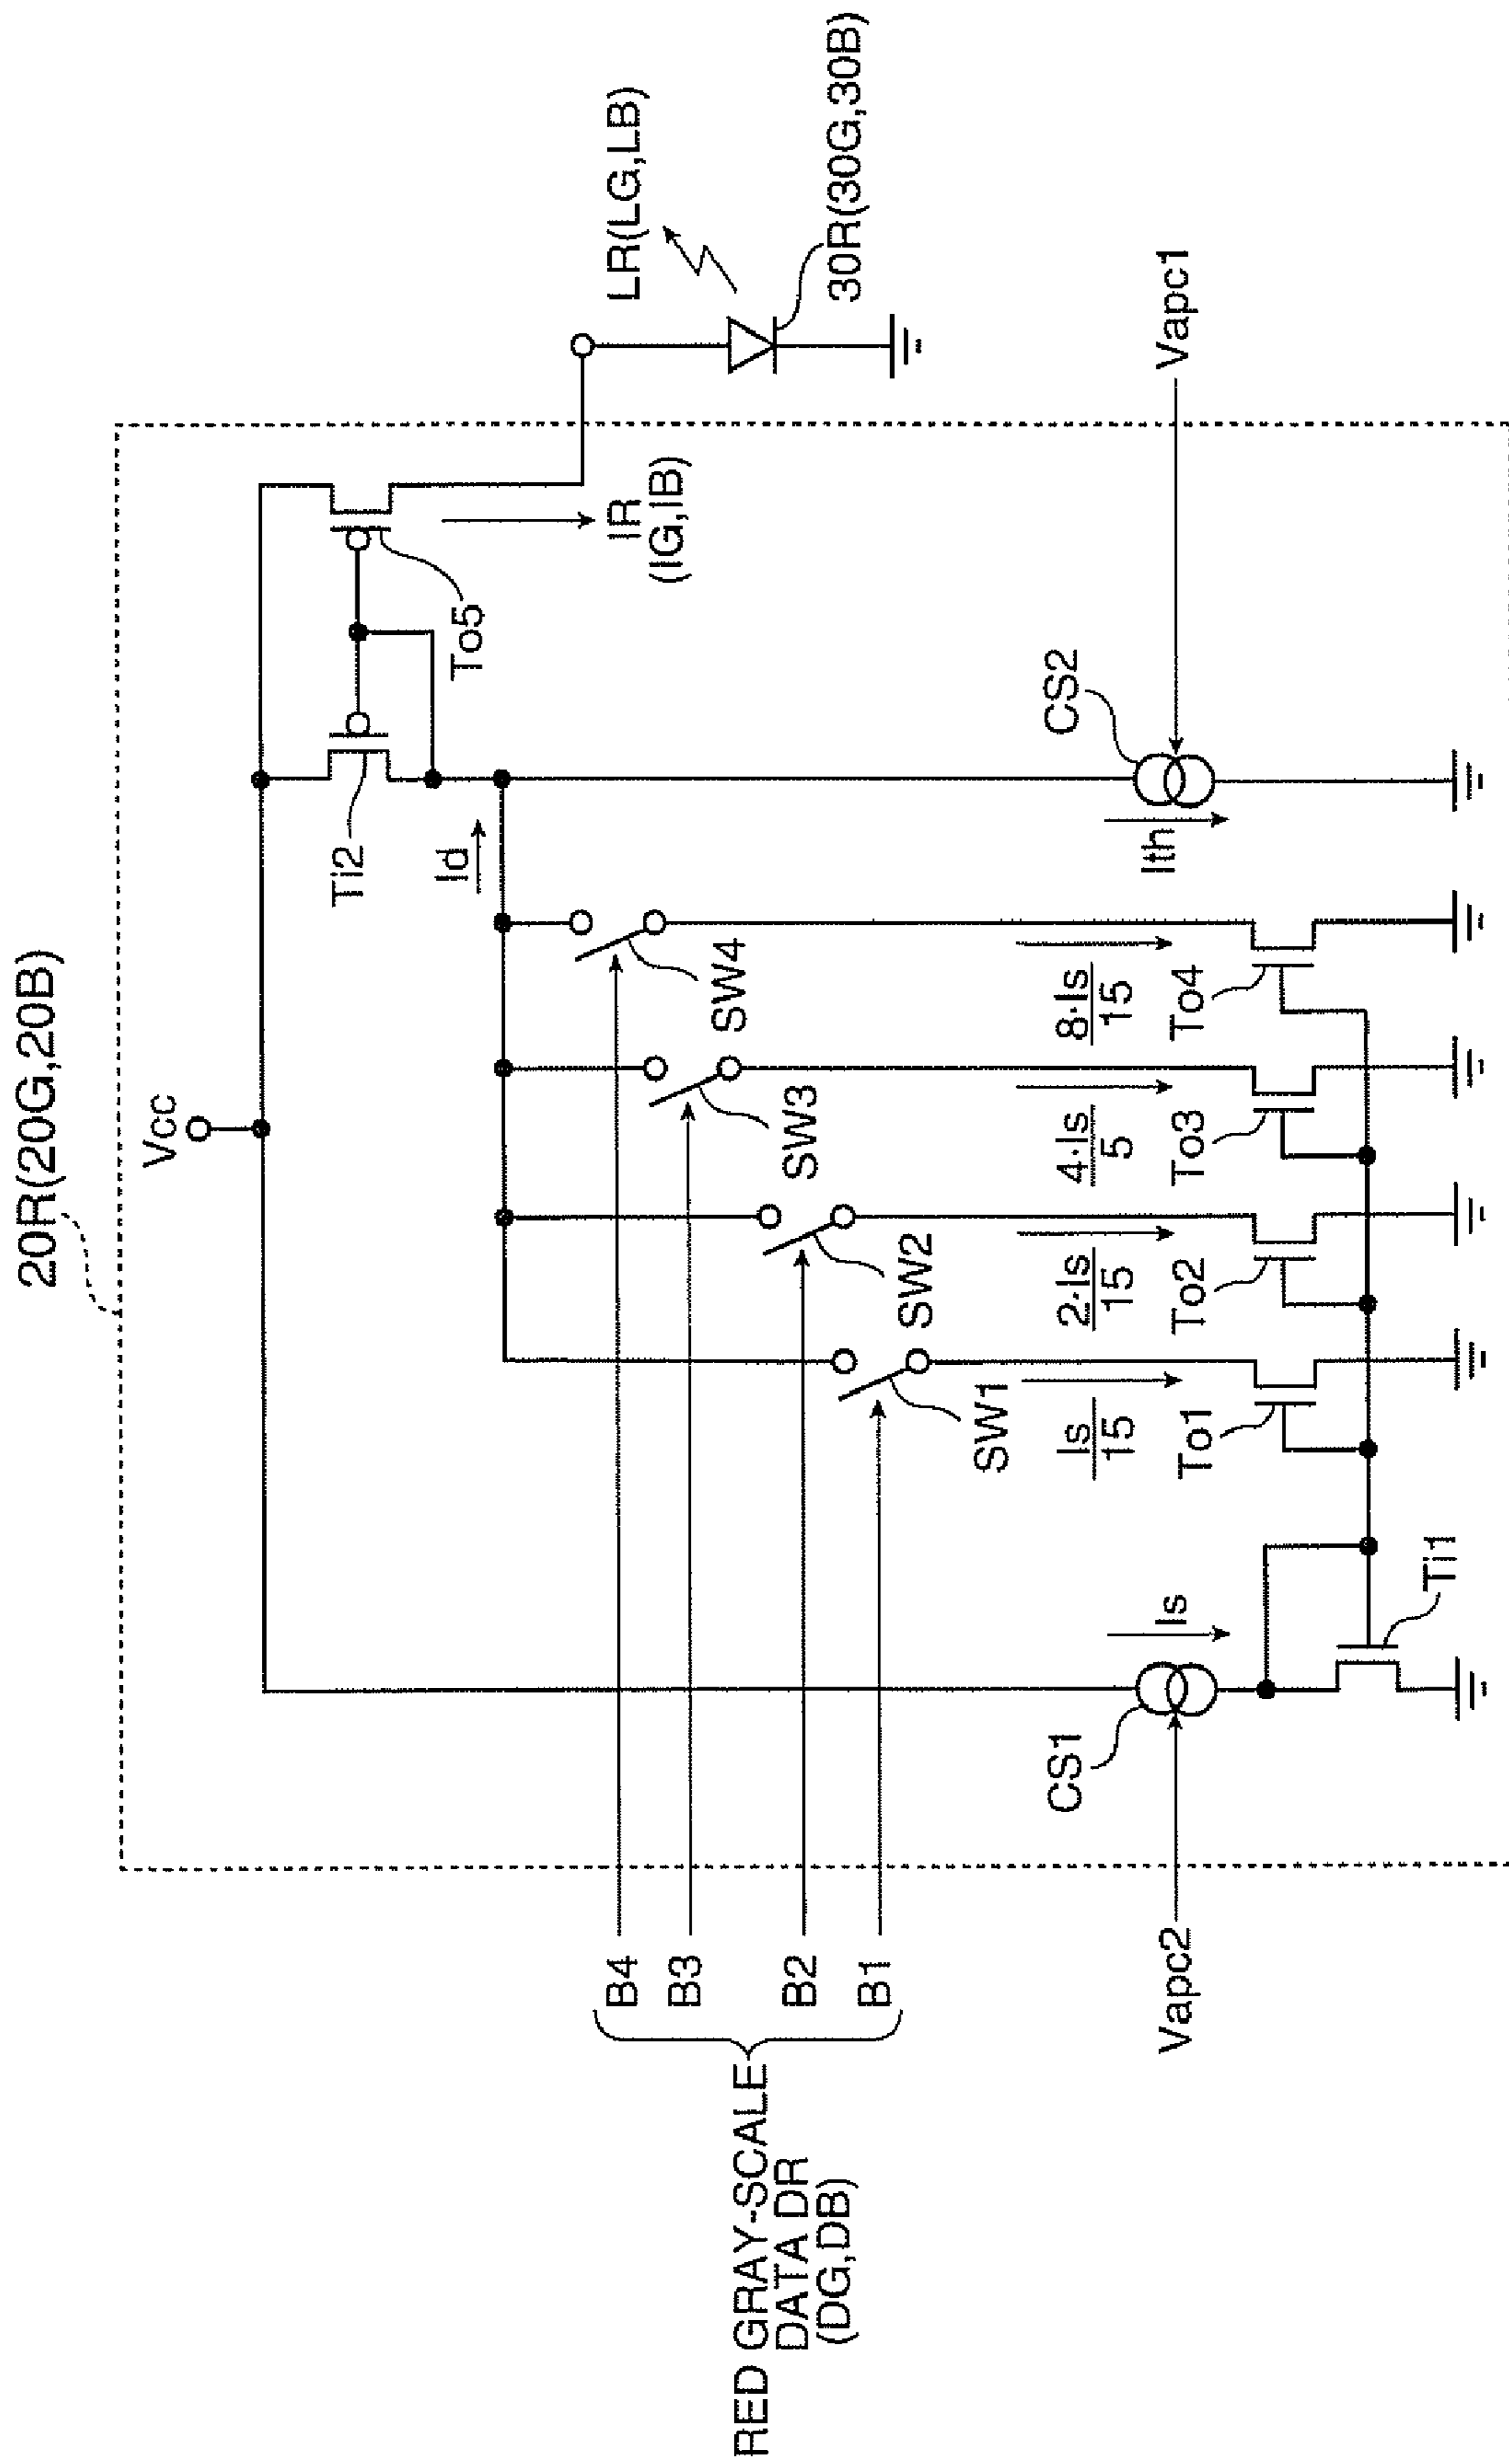 20R(20G,20B)
Vcc
Ti2
To5
IR
(IG,IB)
LR(LG,LB)
30R(30G,30B)
Id
RED GRAY-SCALE
DATA DR
(DG,DB)
B4
B3
B2
B1
SW4
SW3
SW2
SW1
Vapc2
CS1
Is
Is
15
2·Is
15
4·Is
5
8·Is
15
Ith
CS2
Vapc1
Ti1
To1
To2
To3
To4